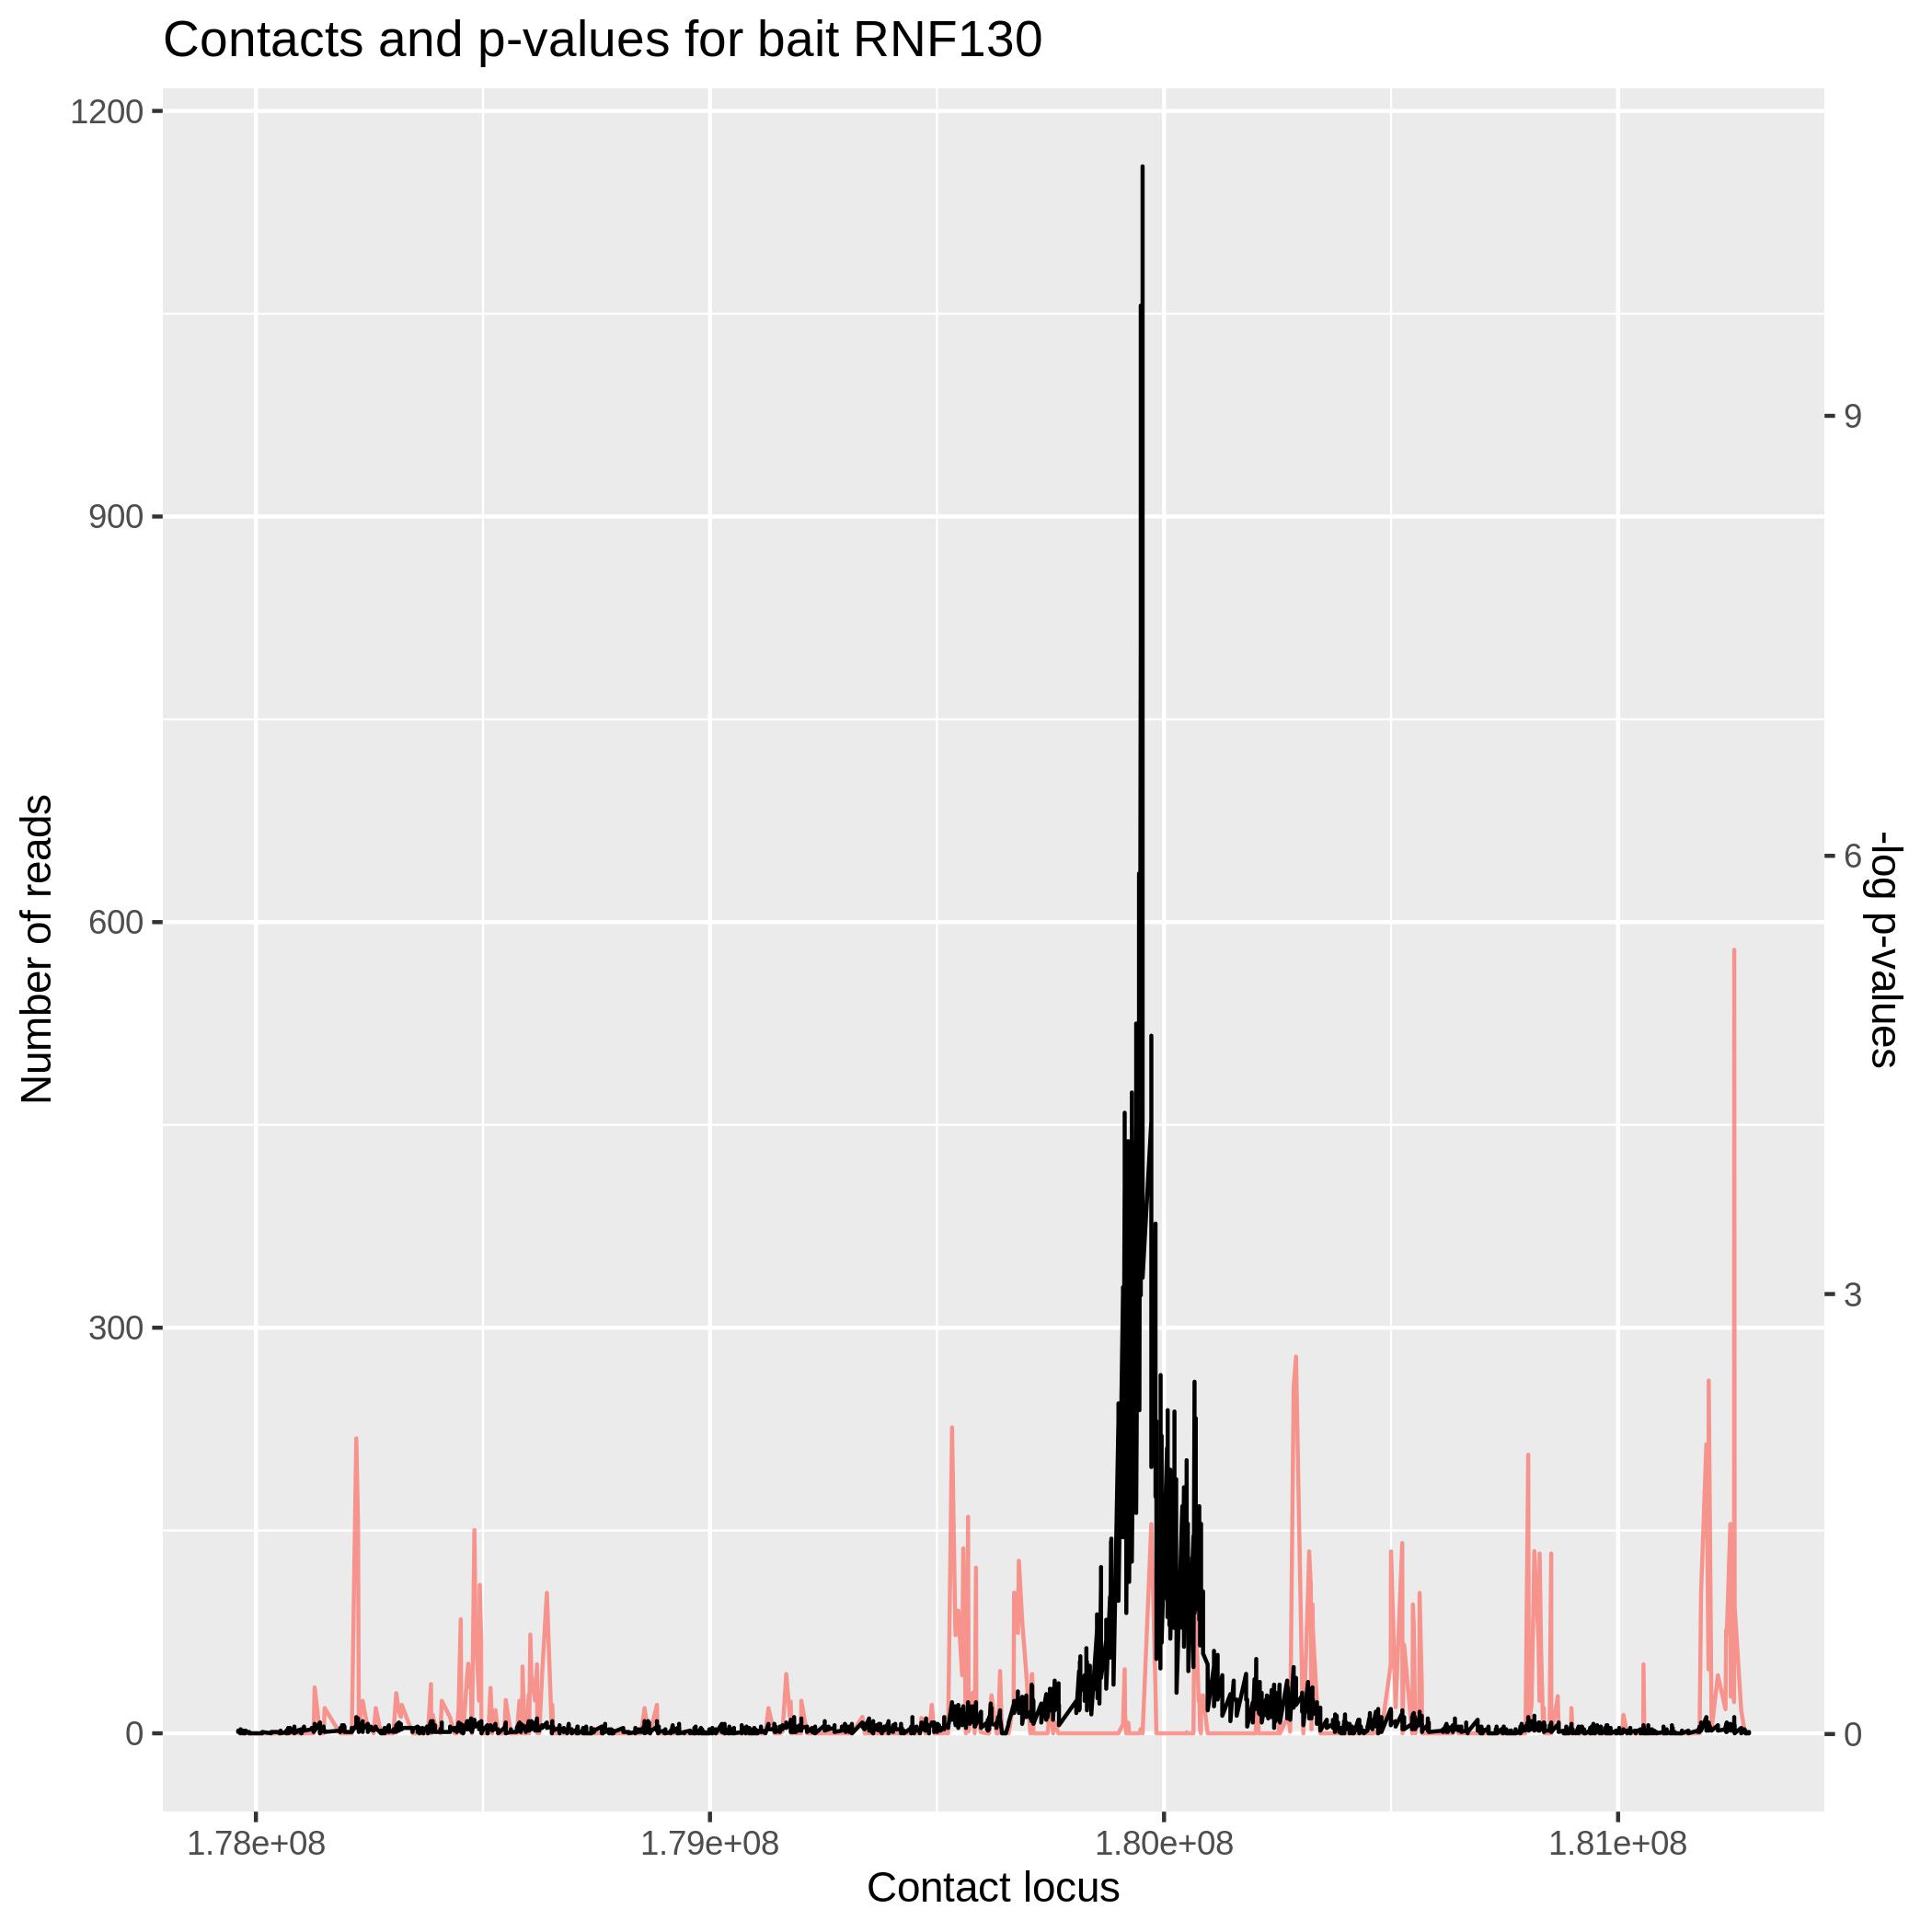 Contacts and p-values for bait RNF130
1200
900
600
300
0
Number of reads
9
6
3
0
-log p-values
1.78e+08
1.79e+08
1.80e+08
1.81e+08
Contact locus